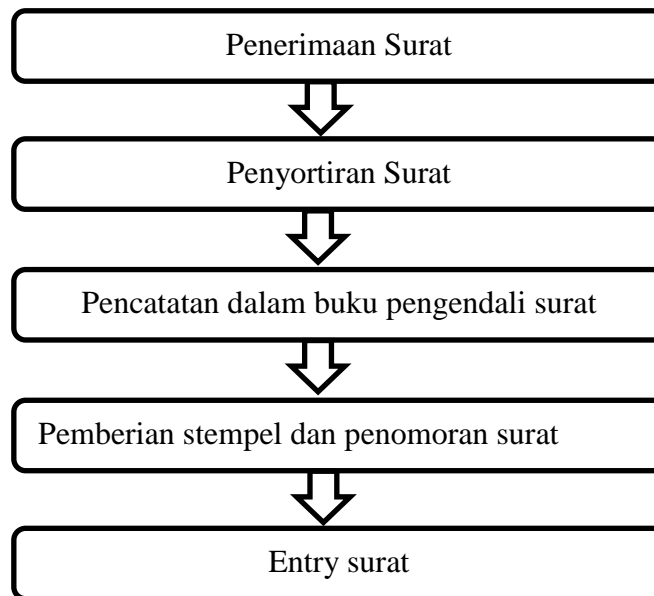 Penerimaan Surat
Penyortiran Surat
Pencatatan dalam buku pengendali surat
Pemberian stempel dan penomoran surat
Entry surat